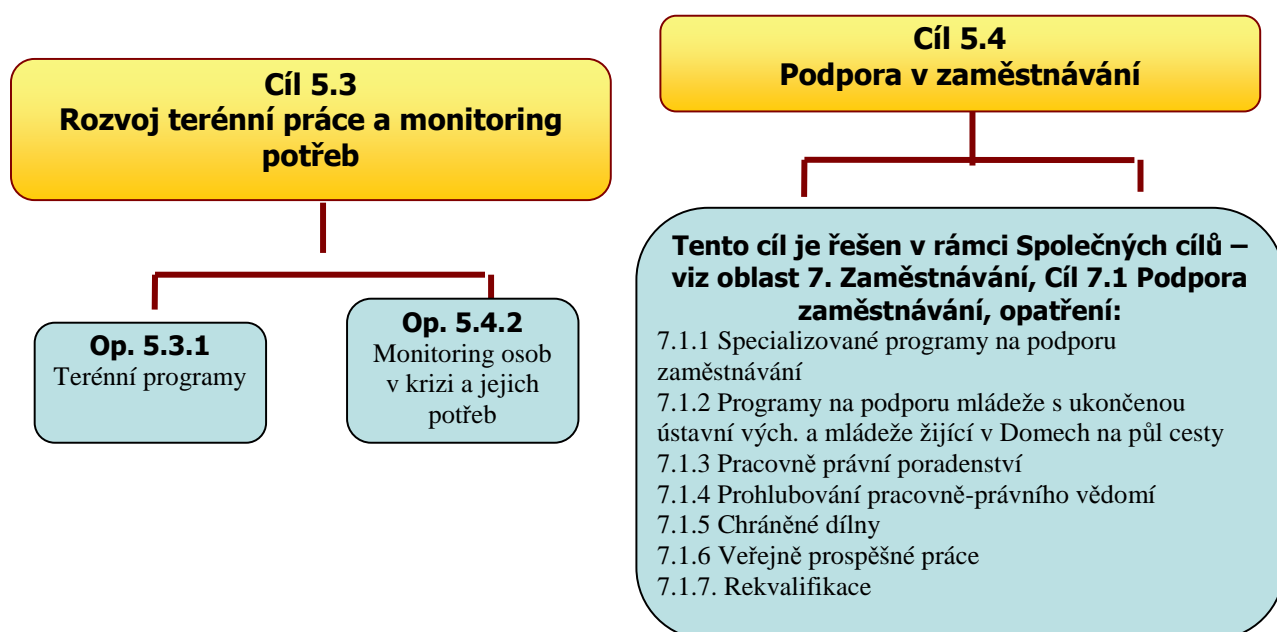 Cíl 5.3
Rozvoj terénní práce a monitoring
potřeb
Op. 5.3.1
Terénní programy
Op. 5.4.2
Monitoring osob
v krizi a jejich
potřeb
Cíl 5.4
Podpora v zaměstnávání
Tento cíl je řešen v rámci Společných cílů –
viz oblast 7. Zaměstnávání, Cíl 7.1 Podpora
zaměstnávání, opatření:
7.1.1 Specializované programy na podporu
zaměstnávání
7.1.2 Programy na podporu mládeže s ukončenou
ústavní vých. a mládeže žijící v Domech na půl cesty
7.1.3 Pracovně právní poradenství
7.1.4 Prohlubování pracovně-právního vědomí
7.1.5 Chráněné dílny
7.1.6 Veřejně prospěšné práce
7.1.7. Rekvalifikace